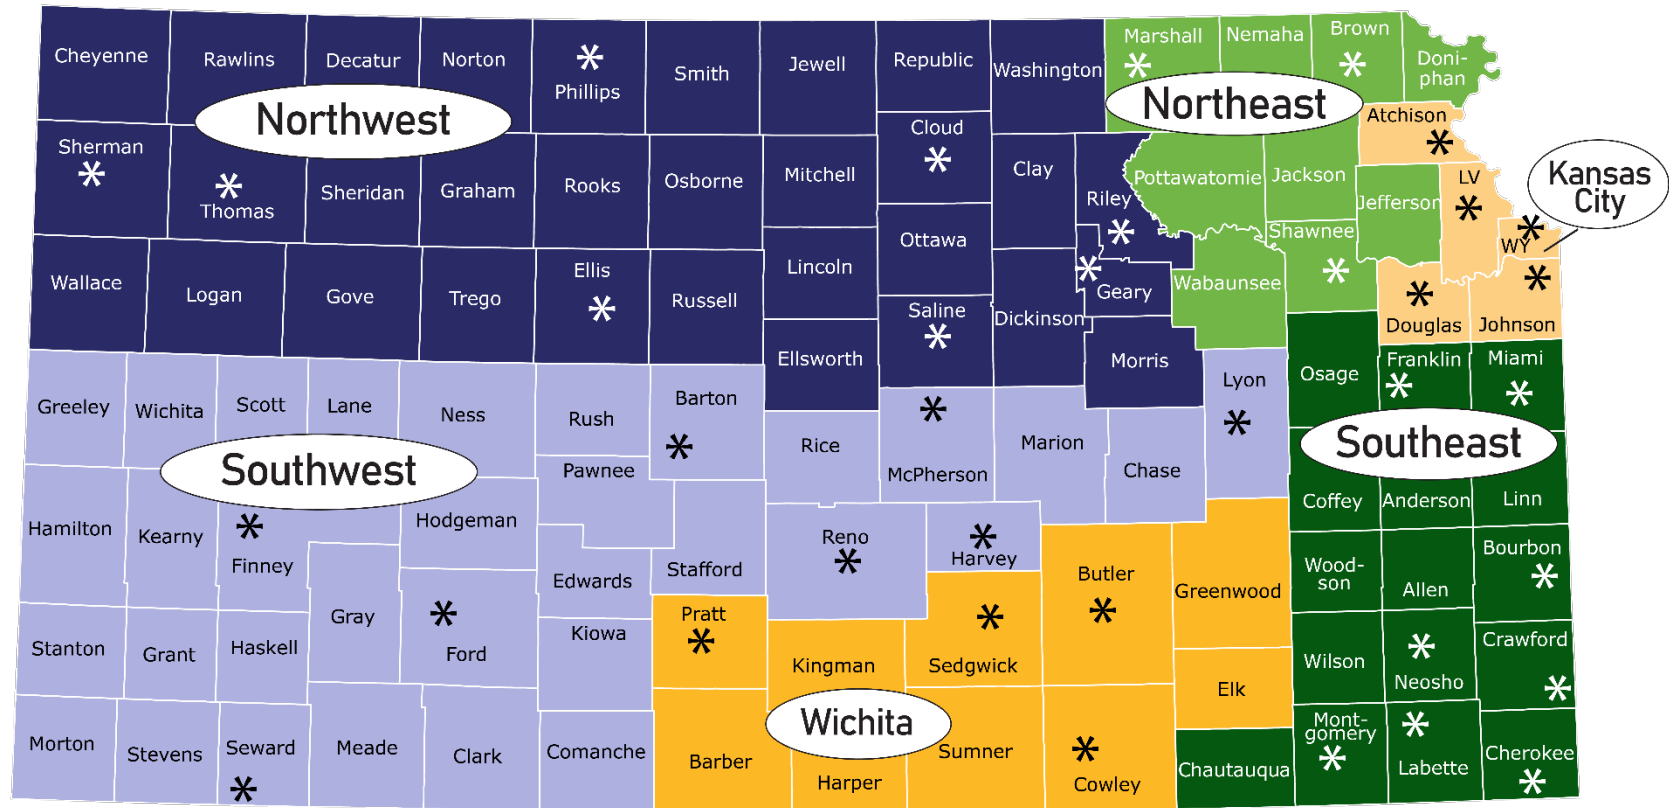 Cheyenne
Rawlins
Decatur
Norton
*
Phillips
Smith
Jewell
Republic
Washington
Marshall
*
Nemaha
Brown
*
Doni-
phan
Northwest
Northeast
Sherman
*
*
Thomas
Sheridan
Graham
Rooks
Osborne
Mitchell
Cloud
*
Clay
Riley
*
Pottawatomie
Jackson
Atchison
*
Jefferson
LV
*
Kansas
City
*
WY
Wallace
Logan
Gove
Trego
Ellis
*
Russell
Lincoln
Ottawa
Saline
*
Dickinson
*
Geary
Wabaunsee
Shawnee
*
*
Douglas
*
Johnson
Ellsworth
Morris
Greeley
Wichita
Scott
Lane
Ness
Rush
Barton
*
Rice
*
McPherson
Marion
Chase
Lyon
*
Osage
Franklin
*
Miami
*
Southwest
Southeast
Pawnee
Hamilton
Kearny
*
Finney
Hodgeman
Edwards
Stafford
Reno
*
*
Harvey
Coffey
Anderson
Linn
Gray
*
Ford
Kiowa
Pratt
*
Kingman
*
Sedgwick
Butler
*
Greenwood
Wood-
son
Allen
Bourbon
*
Stanton
Grant
Haskell
Elk
Wilson
*
Neosho
Crawford
*
Wichita
Morton
Stevens
Seward
*
Meade
Clark
Comanche
Barber
Harper
Sumner
*
Cowley
Chautauqua
Mont-
gomery
*
*
Labette
Cherokee
*